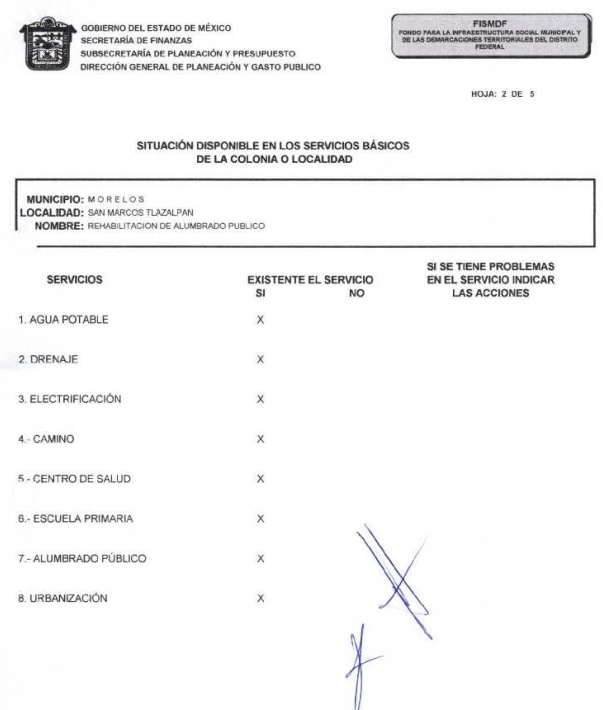 GOBIERNO DEL ESTADO DE MÉXICO
SECRETARÍA DE FINANZAS
SUBSECRETARÍA DE PLANEACIÓN Y PRESUPUESTO
DIRECCIÓN GENERAL DE PLANEACIÓN Y GASTO PUBLICO
FISMDF
FONDO PARA LA INFRAESTRUCTURA SOCIAL MUNICIPAL Y
DE LAS DEMARCACIONES TERRITORIALES DEL DISTRITO
FEDERAL
HOJA: 2 DE 5
SITUACIÓN DISPONIBLE EN LOS SERVICIOS BÁSICOS
DE LA COLONIA O LOCALIDAD
MUNICIPIO: MORELOS
LOCALIDAD: SAN MARCOS TLAZALPAN
NOMBRE: REHABILITACION DE ALUMBRADO PUBLICO
SERVICIOS
EXISTENTE EL SERVICIO
SI NO
SI SE TIENE PROBLEMAS
EN EL SERVICIO INDICAR
LAS ACCIONES
1. AGUA POTABLE X
2. DRENAJE X
3. ELECTRIFICACIÓN X
4.- CAMINO X
5.- CENTRO DE SALUD X
6.- ESCUELA PRIMARIA X
7.- ALUMBRADO PÚBLICO X
8. URBANIZACIÓN X